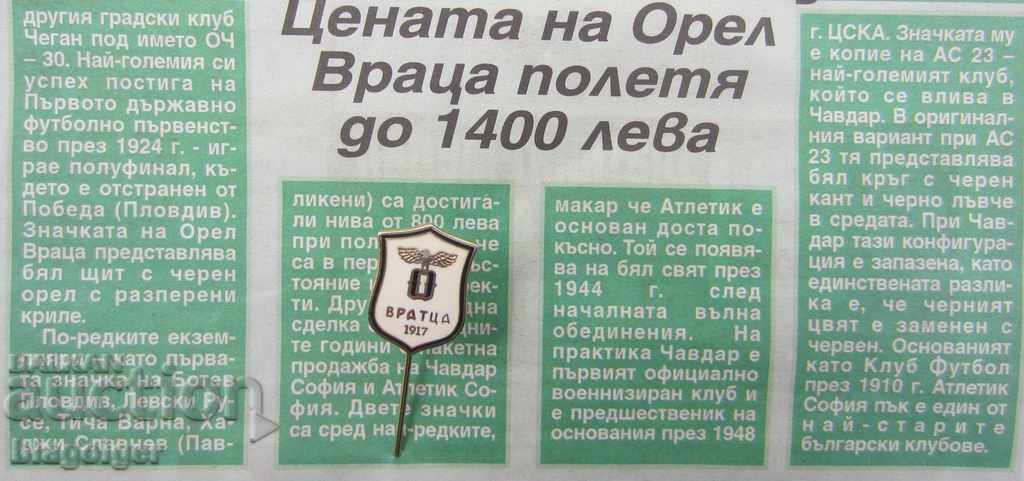 Цената на Орел
Враца полетя
до 1400 лева
другия градски клуб
Чеган под името ОЧ
– 30. Най-големия си
успех постига на
Първото държавно
футболно първенст-
во през 1924 г. - иг-
рае полуфинал, къ-
дето е отстранен от
Победа (Пловдив).
Значката на Орел
Враца представлява
бял щит с черен
орел с разперени
криле.
По-редките екзем-
пляри като първа-
та значка на Ботев
Пловдив, Левски Ру-
се, Тича Варна, Ха-
джи Славчев (Пав-
ликени) са достига-
ли нива от 800 лева
при
са в
стояние
ти.
сделка
те години
продажба на Чавдар
София и Атлетик Со-
фия. Двете значки
са сред най-редките,
макар че Атлетик е
основан доста по-
късно. Той се появя-
ва на бял свят през
1944 г. след
началната вълна
обединения. На
практика Чавдар е
първият официално
военнизиран клуб и
е предшественик на
основания през 1948
г. ЦСКА. Значката му
е копие на АС 23 –
най-големият клуб,
който се влива в
Чавдар. В оригинал-
ния вариант при АС
23 тя представлява
бял кръг с черен
кант и черно лъвче
в средата. При Чав-
дар тази конфигура-
ция е запазена, като
единствената разли-
ка е, че черният
цвят е заменен с
червен. Основаният
като Клуб Футбол
през 1910 г. Атлетик
София пък е един от
най-старите
български клубове.
ВРАТЦА
1917
BALKAN
auction
blagoiger